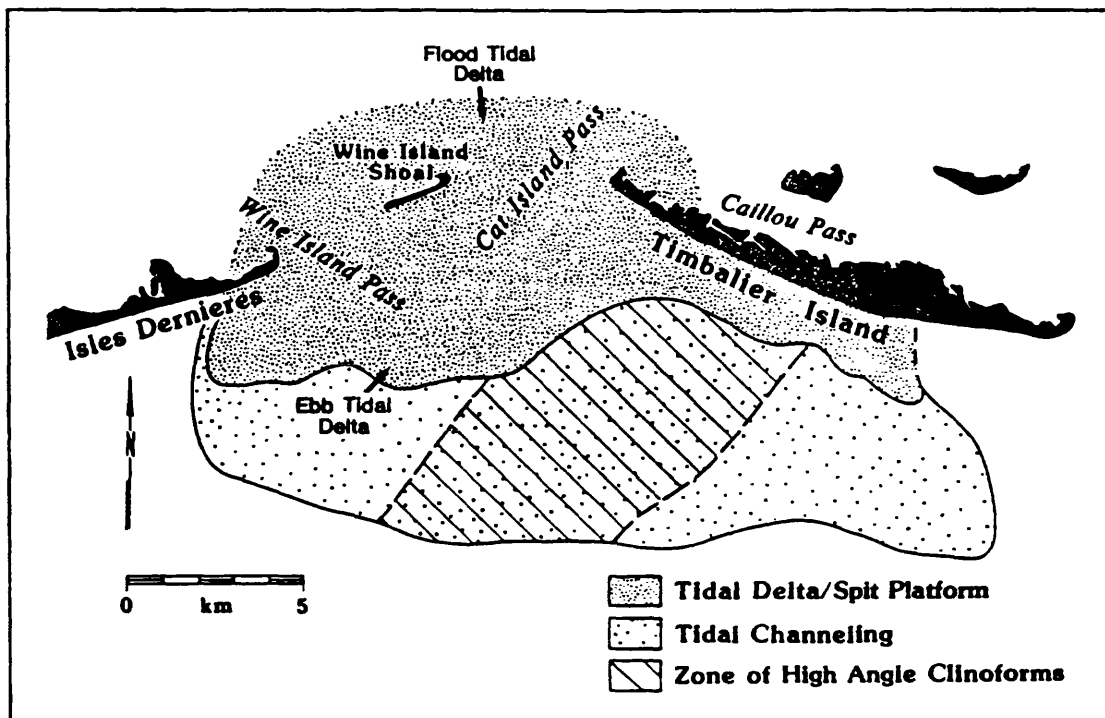 Flood Tidal
Delta
Wine Island
Shoal
Cat Island Pass
Wine Island Pass
Caillou Pass
Timbalier Island
Isles Dernieres
Ebb Tidal
Delta
N
0 km 5
Tidal Delta/Spit Platform
Tidal Channeling
Zone of High Angle Clinoforms